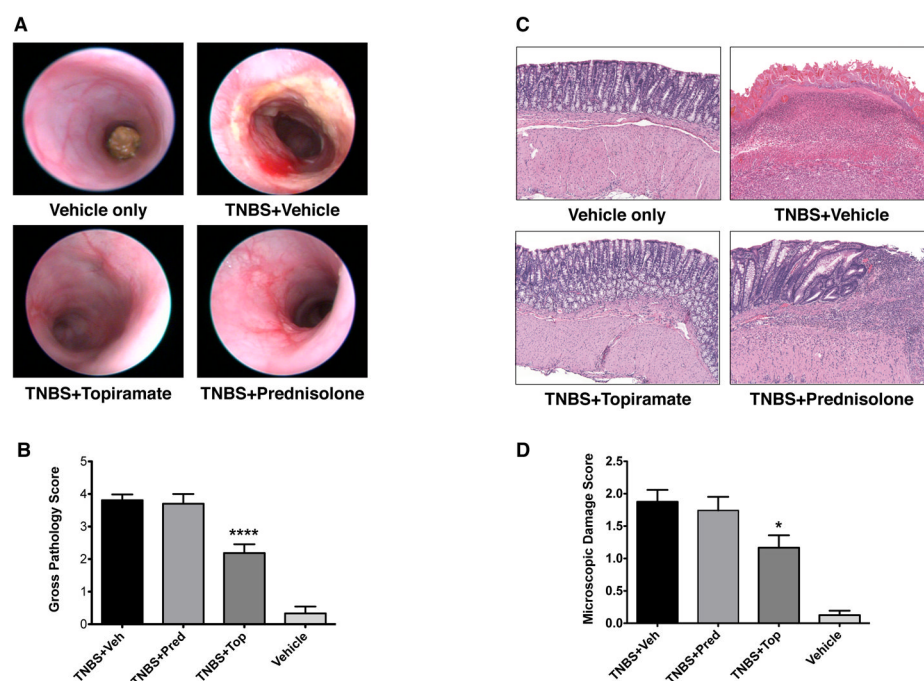 A
Vehicle only
TNBS+Vehicle
TNBS+Topiramate
TNBS+Prednisolone
B
Gross Pathology Score
5
4
3
2
1
0
****
TNBS+Veh
TNBS+Pred
TNBS+Top
Vehicle
C
Vehicle only
TNBS+Vehicle
TNBS+Topiramate
TNBS+Prednisolone
D
Microscopic Damage Score
2.5
2.0
1.5
1.0
0.5
0.0
*
TNBS+Veh
TNBS+Pred
TNBS+Top
Vehicle